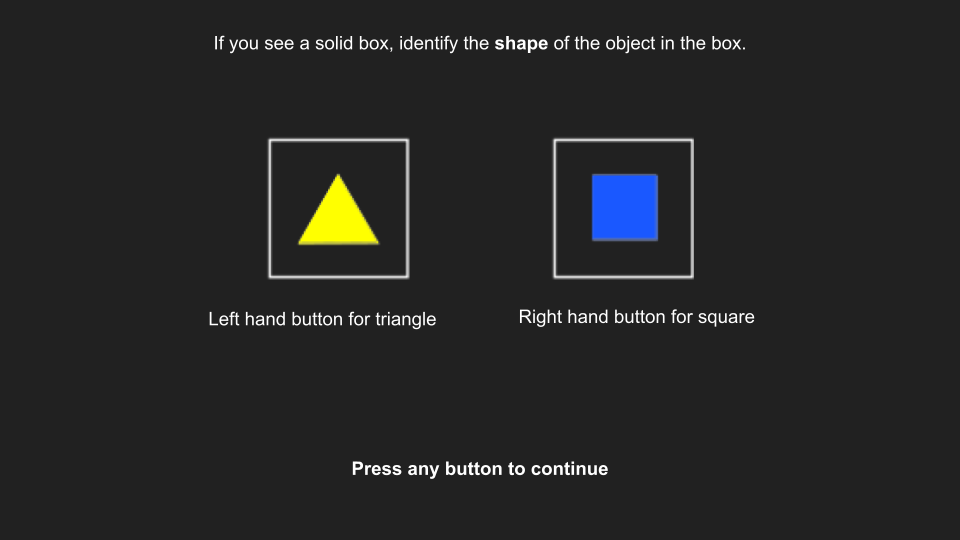 If you see a solid box, identify the shape of the object in the box.
Left hand button for triangle
Right hand button for square
Press any button to continue